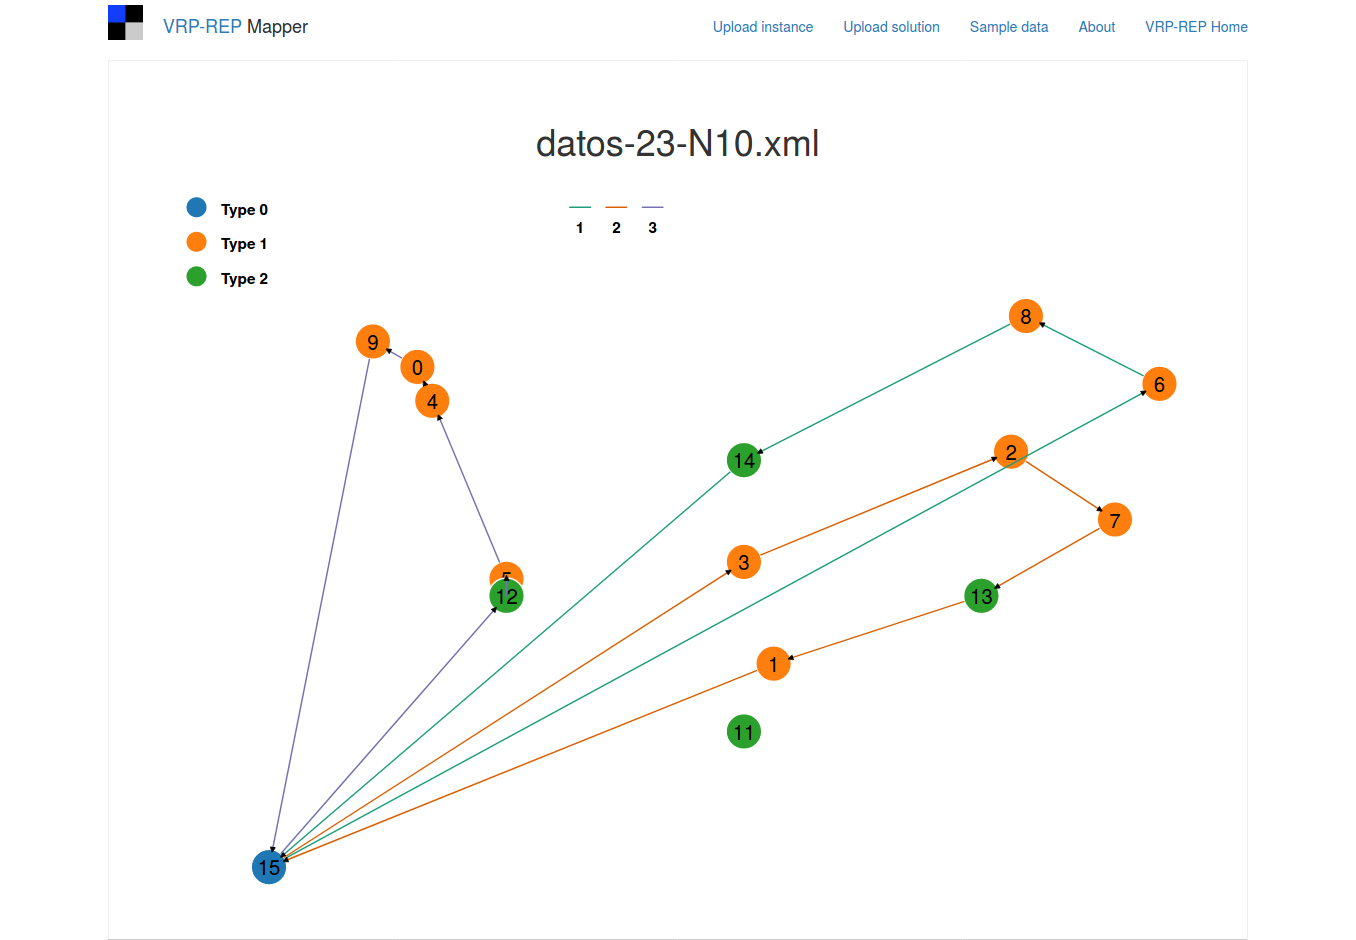 VRP-REP Mapper
Upload instance Upload solution Sample data About VRP-REP Home
datos-23-N10.xml
Type 0
Type 1
Type 2
1 2 3
8
9
0
6
4
2
14
7
3
5
12
13
1
11
15